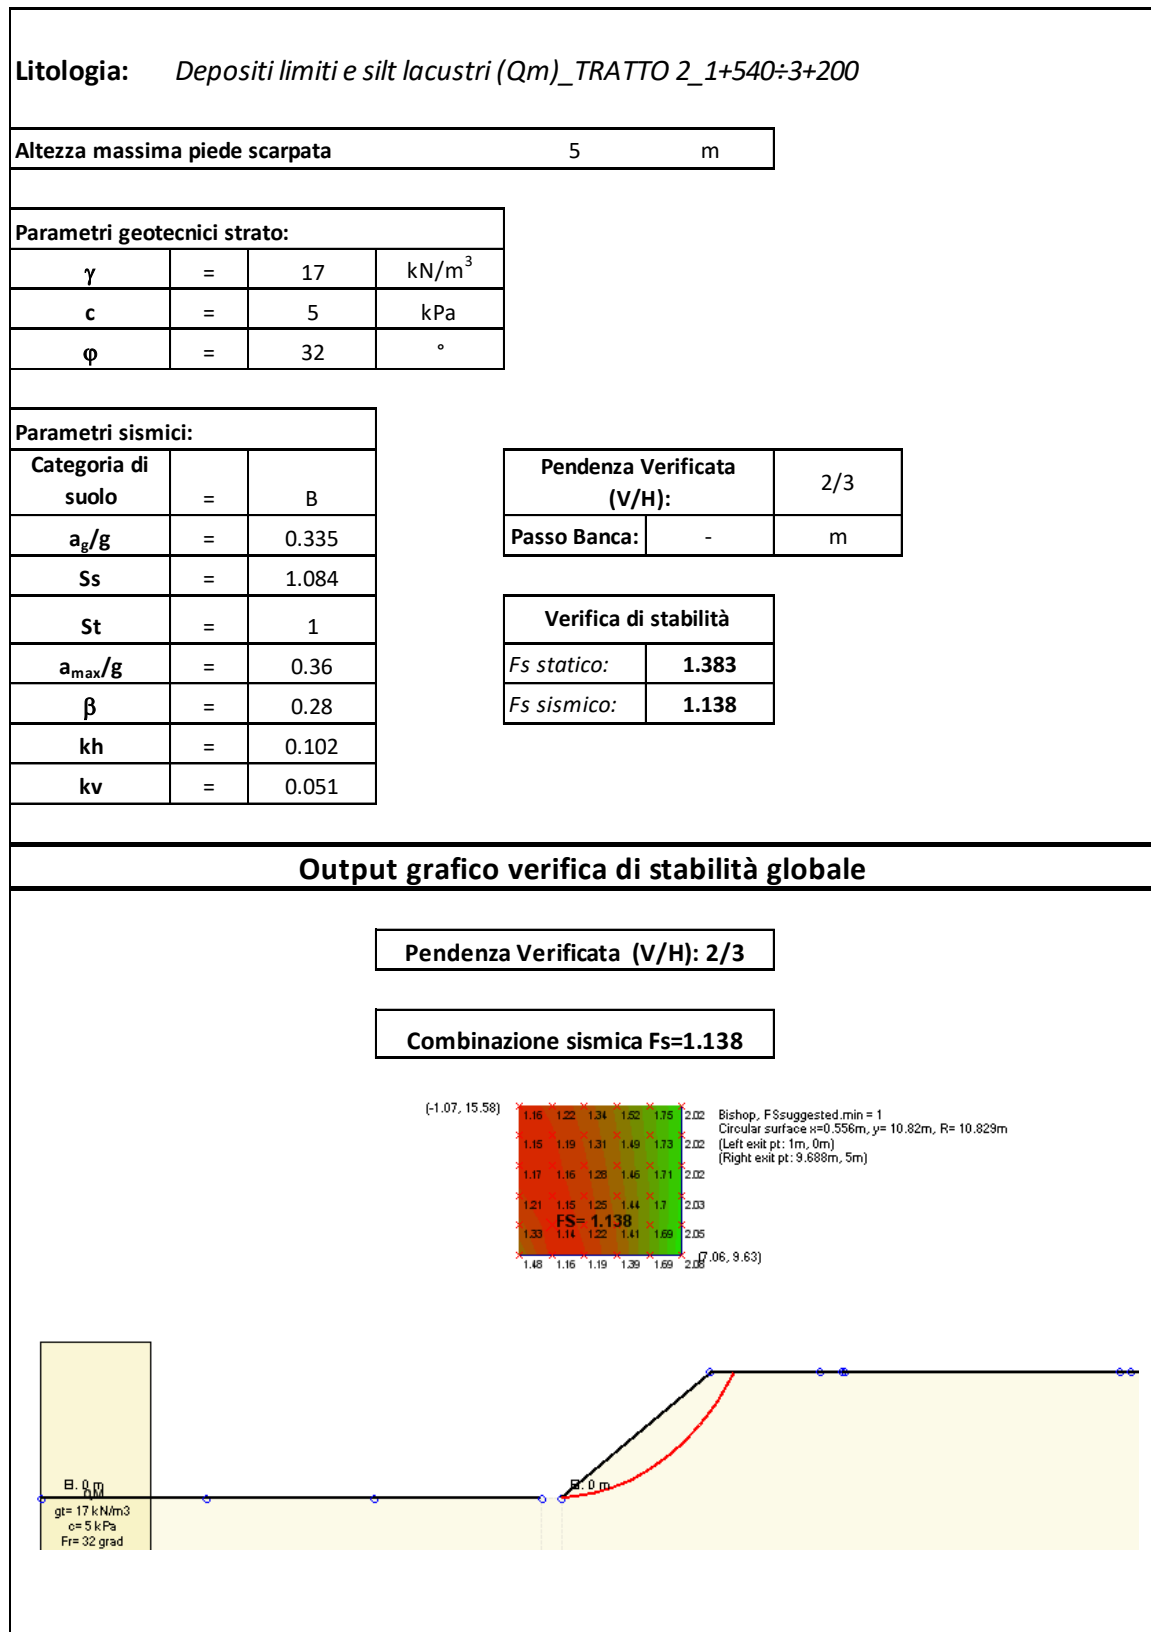 Litologia: Depositi limiti e silt lacustri (Qm)_TRATTO 2_1+540÷3+200
Altezza massima piede scarpata 5 m
Parametri geotecnici strato:
γ = 17 kN/m³
c = 5 kPa
φ = 32 °
Parametri sismici:
Categoria di suolo = B
ag/g = 0.335
Ss = 1.084
St = 1
amax/g = 0.36
β = 0.28
kh = 0.102
kv = 0.051
Pendenza Verificata (V/H): 2/3
Passo Banca: - m
Verifica di stabilità
Fs statico: 1.383
Fs sismico: 1.138
Output grafico verifica di stabilità globale
Pendenza Verificata (V/H): 2/3
Combinazione sismica Fs=1.138
(-1.07, 15.58)
1.16 1.22 1.34 1.52 1.75 2.02
1.15 1.19 1.31 1.49 1.73 2.02
1.17 1.16 1.28 1.46 1.71 2.02
1.21 1.15 1.25 1.44 1.7 2.03
FS= 1.138
1.33 1.14 1.22 1.41 1.69 2.05
1.48 1.16 1.19 1.39 1.69 2.08
(7.06, 9.63)
Bishop, FSsuggested.min = 1
Circular surface x=0.556m, y= 10.82m, R= 10.829m
(Left exit pt: 1m, 0m)
(Right exit pt: 9.688m, 5m)
El. 0 m
QM
gt= 17 kN/m3
c= 5 kPa
Fr= 32 grad
El. 0 m